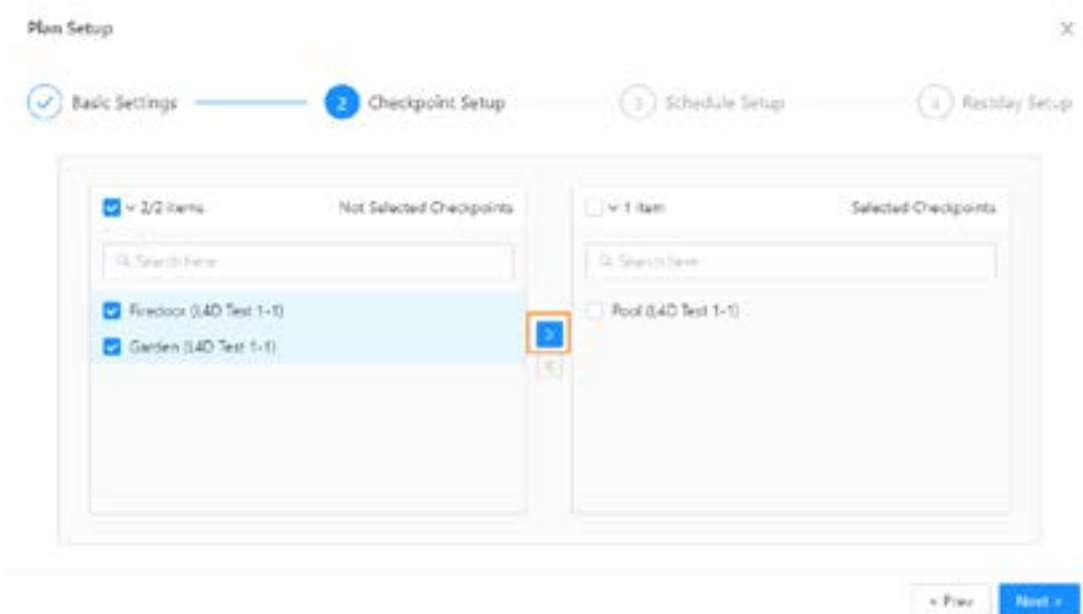 Plan Setup
Basic Settings
2 Checkpoint Setup
3 Schedule Setup
4 Restday Setup
2/2 items Not Selected Checkpoints
1 item Selected Checkpoints
Search here
Search here
Firedoor (L4D Test 1-1)
Garden (L4D Test 1-1)
Pool (L4D Test 1-1)
>
<
< Prev
Next >